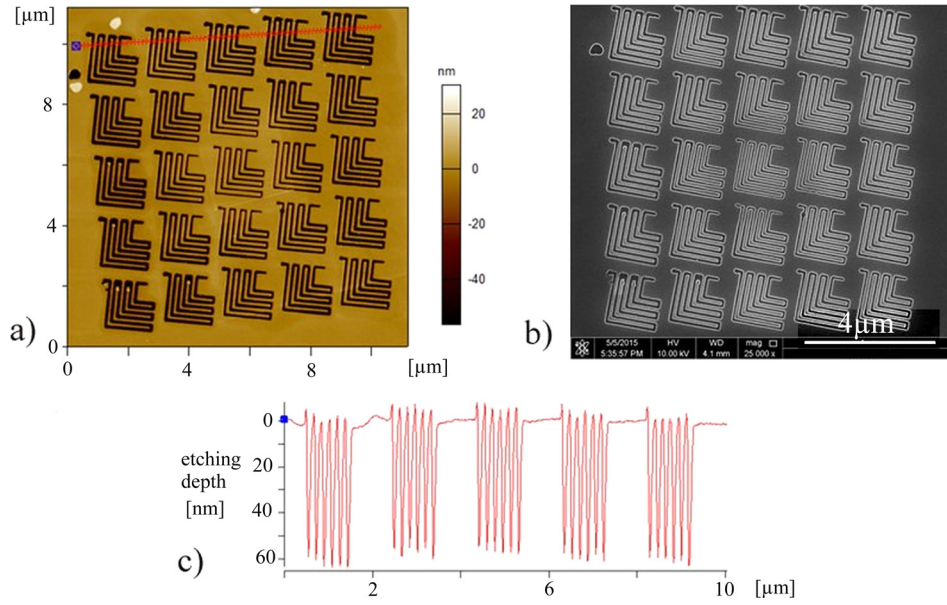 [µm]
a)
8
4
0
0
4
8
[µm]
nm
20
0
-20
-40
b)
4µm
5/5/2015
5:35:57 PM
HV
10.00 kV
WD
4.1 mm
mag
25 000 x
c)
etching
depth
[nm]
0
20
40
60
2
6
10
[µm]